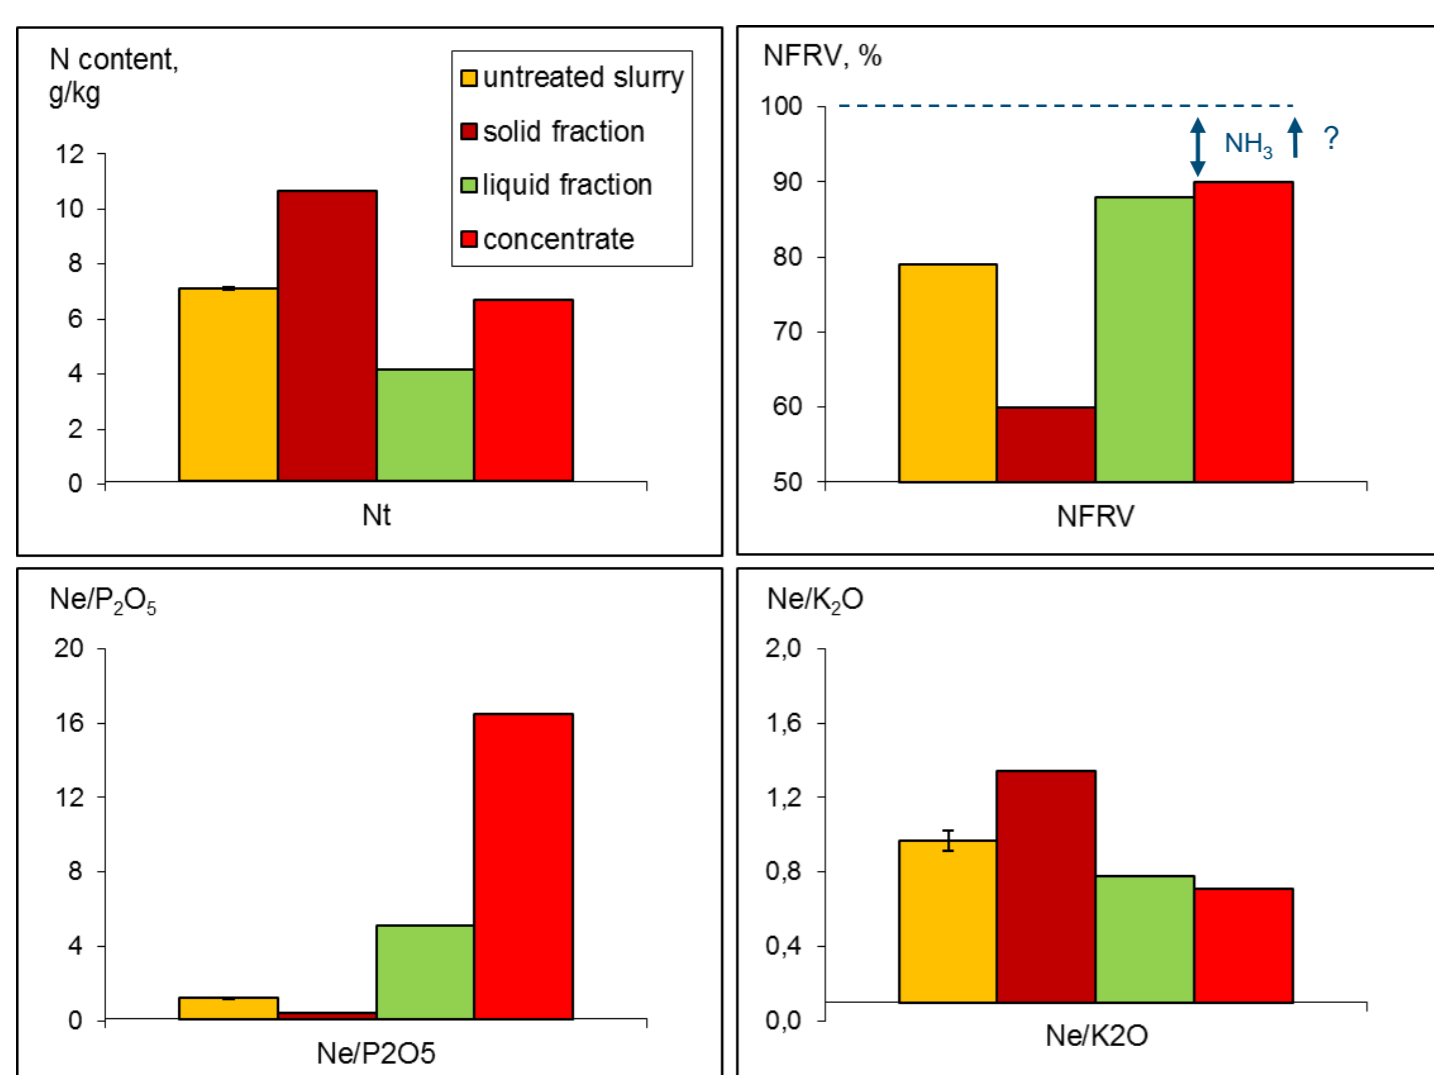 N content,
g/kg
untreated slurry
solid fraction
liquid fraction
concentrate
12
10
8
6
4
2
0
Nt
NFRV, %
100
90
80
70
60
50
NH₃
?
NFRV
Ne/P₂O₅
20
16
12
8
4
0
Ne/P2O5
Ne/K₂O
2,0
1,6
1,2
0,8
0,4
0,0
Ne/K2O